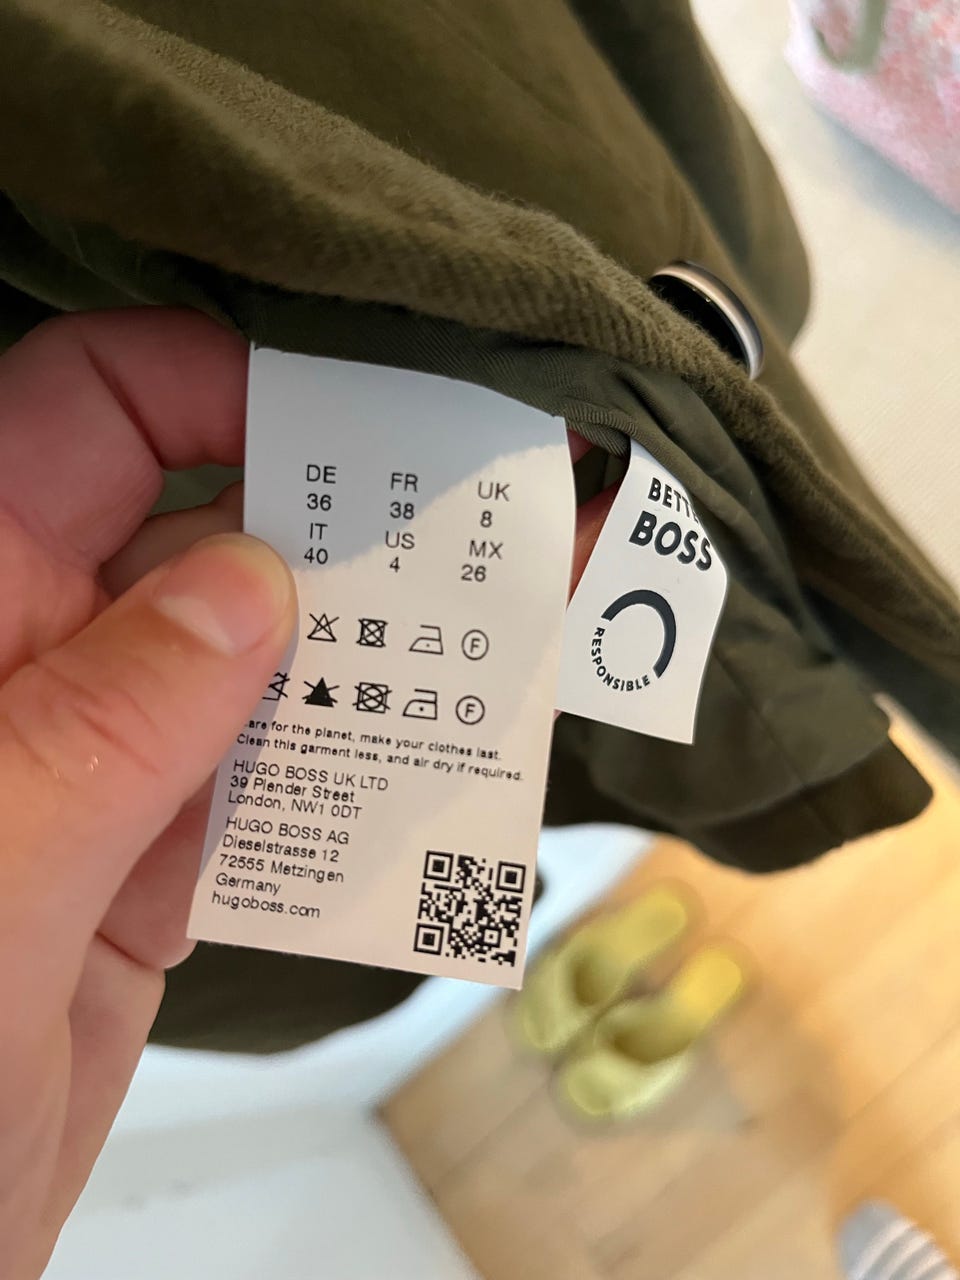 DE FR UK
36 38 8
IT US MX
40 4 26
F
F
are for the planet, make your clothes last.
Clean this garment less, and air dry if required.
HUGO BOSS UK LTD
39 Plender Street
London, NW1 0DT
HUGO BOSS AG
Dieselstrasse 12
72555 Metzingen
Germany
hugoboss.com
BETT
BOSS
RESPONSIBLE